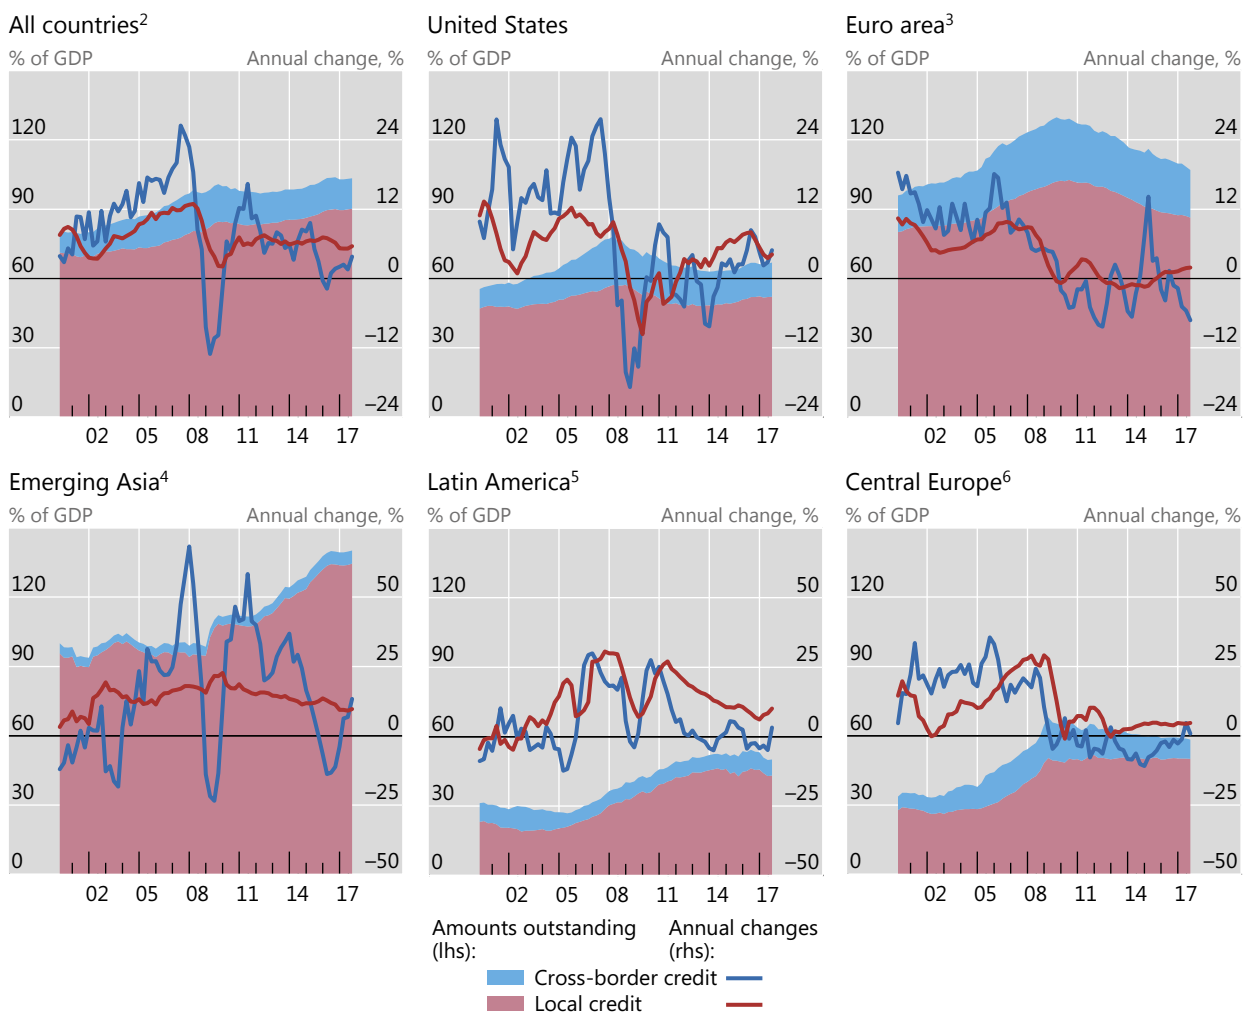 All countries²
% of GDP Annual change, %
120 24
90 12
60 0
30 −12
0 −24
02 05 08 11 14 17
United States
% of GDP Annual change, %
120 24
90 12
60 0
30 −12
0 −24
02 05 08 11 14 17
Euro area³
% of GDP Annual change, %
120 24
90 12
60 0
30 −12
0 −24
02 05 08 11 14 17
Emerging Asia⁴
% of GDP Annual change, %
120 50
90 25
60 0
30 −25
0 −50
02 05 08 11 14 17
Latin America⁵
% of GDP Annual change, %
120 50
90 25
60 0
30 −25
0 −50
02 05 08 11 14 17
Central Europe⁶
% of GDP Annual change, %
120 50
90 25
60 0
30 −25
0 −50
02 05 08 11 14 17
Amounts outstanding
(lhs):
Annual changes
(rhs):
Cross-border credit
Local credit